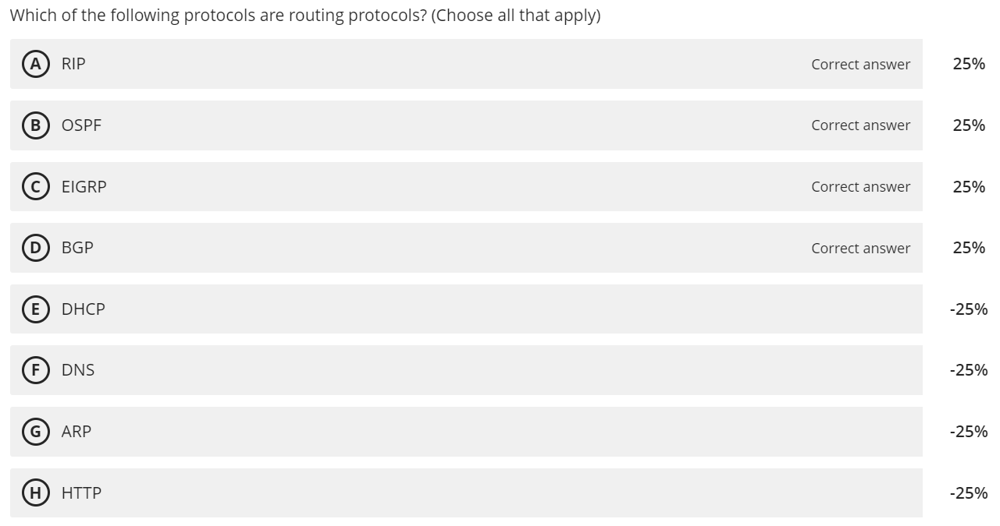 Which of the following protocols are routing protocols? (Choose all that apply)
A RIP Correct answer 25%
B OSPF Correct answer 25%
C EIGRP Correct answer 25%
D BGP Correct answer 25%
E DHCP -25%
F DNS -25%
G ARP -25%
H HTTP -25%